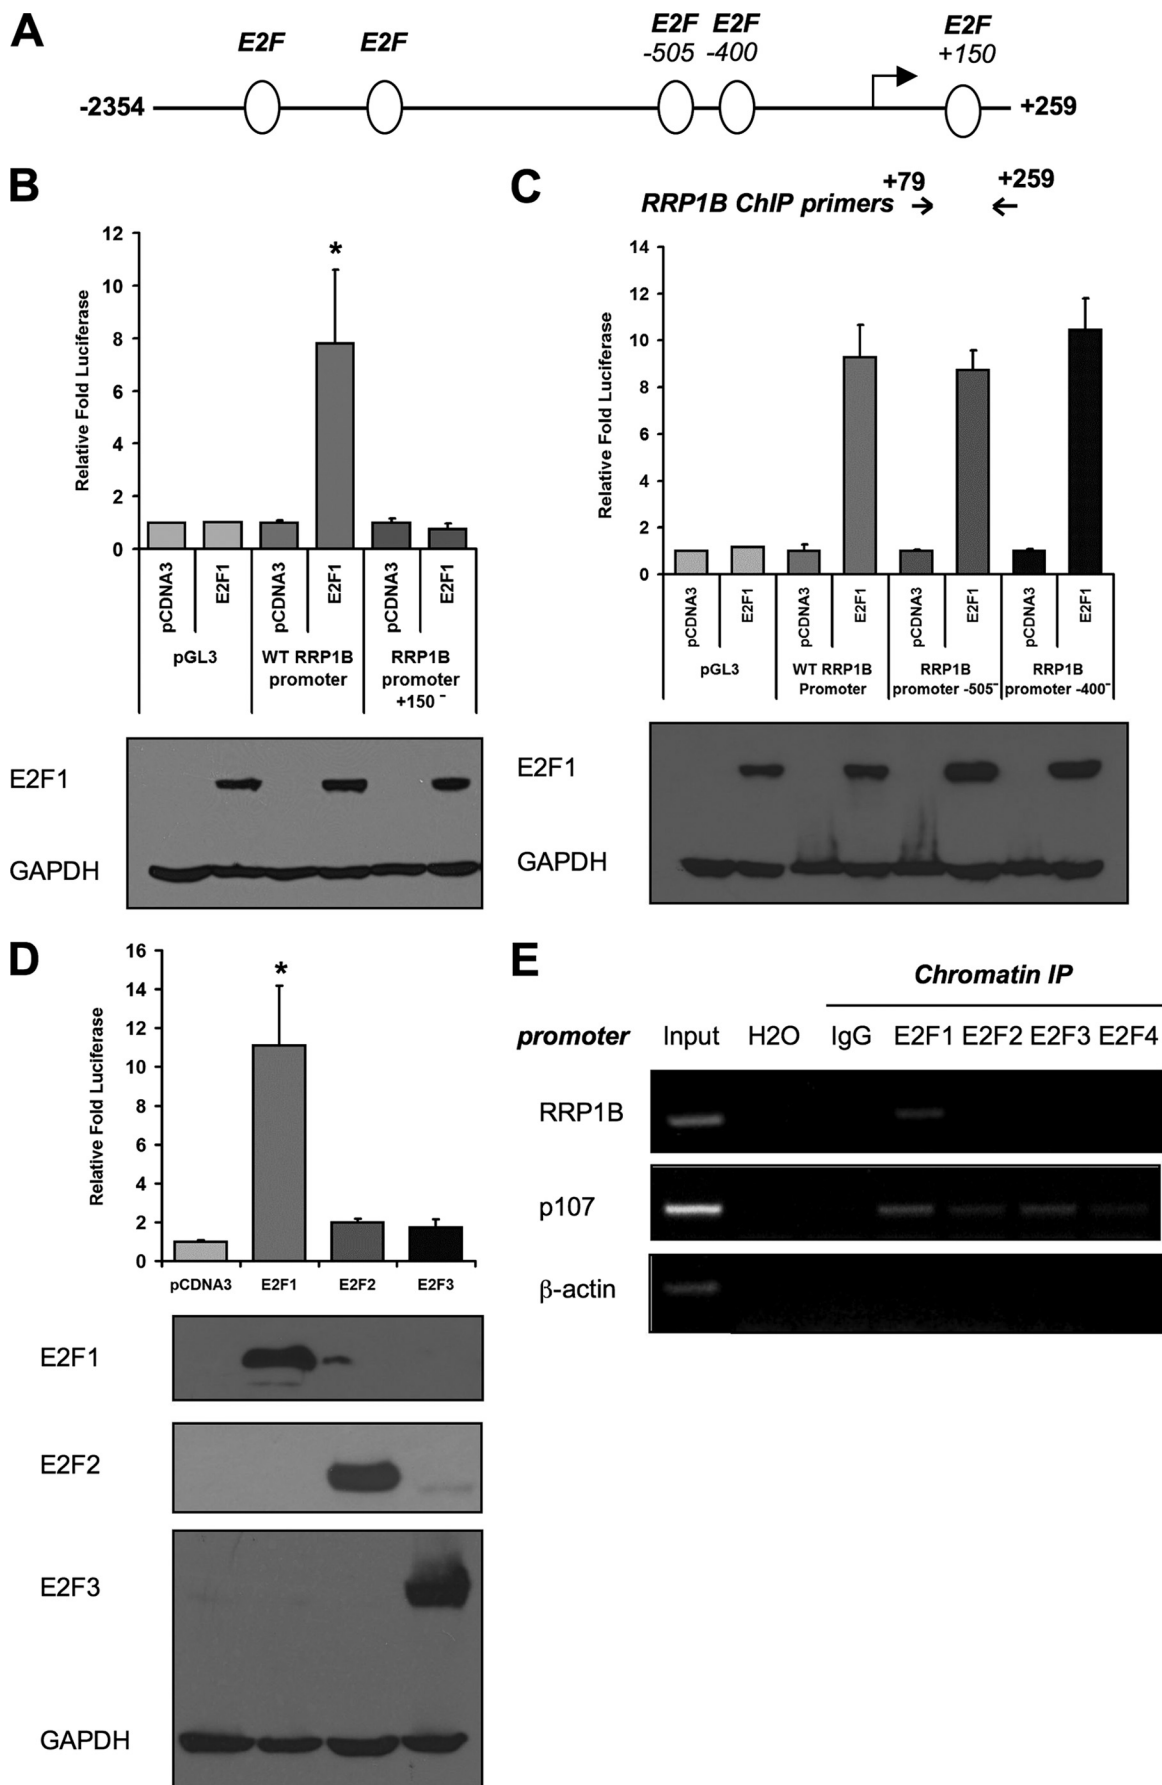 A
E2F E2F E2F E2F E2F
-505 -400 +150
-2354 +259
B
12
10
8
6
4
2
0
Relative Fold Luciferase
*
pCDNA3 E2F1 pCDNA3 E2F1 pCDNA3 E2F1
pGL3 WT RRP1B RRP1B
promoter promoter
+150 -
E2F1
GAPDH
C
+79 +259
RRP1B ChIP primers
14
12
10
8
6
4
2
0
Relative Fold Luciferase
pCDNA3 E2F1 pCDNA3 E2F1 pCDNA3 E2F1 pCDNA3 E2F1
pGL3 WT RRP1B RRP1B RRP1B
Promoter promoter -505- promoter -400-
E2F1
GAPDH
D
16
14
12
10
8
6
4
2
0
Relative Fold Luciferase
*
pCDNA3 E2F1 E2F2 E2F3
E2F1
E2F2
E2F3
GAPDH
E
Chromatin IP
promoter Input H2O IgG E2F1 E2F2 E2F3 E2F4
RRP1B
p107
β-actin